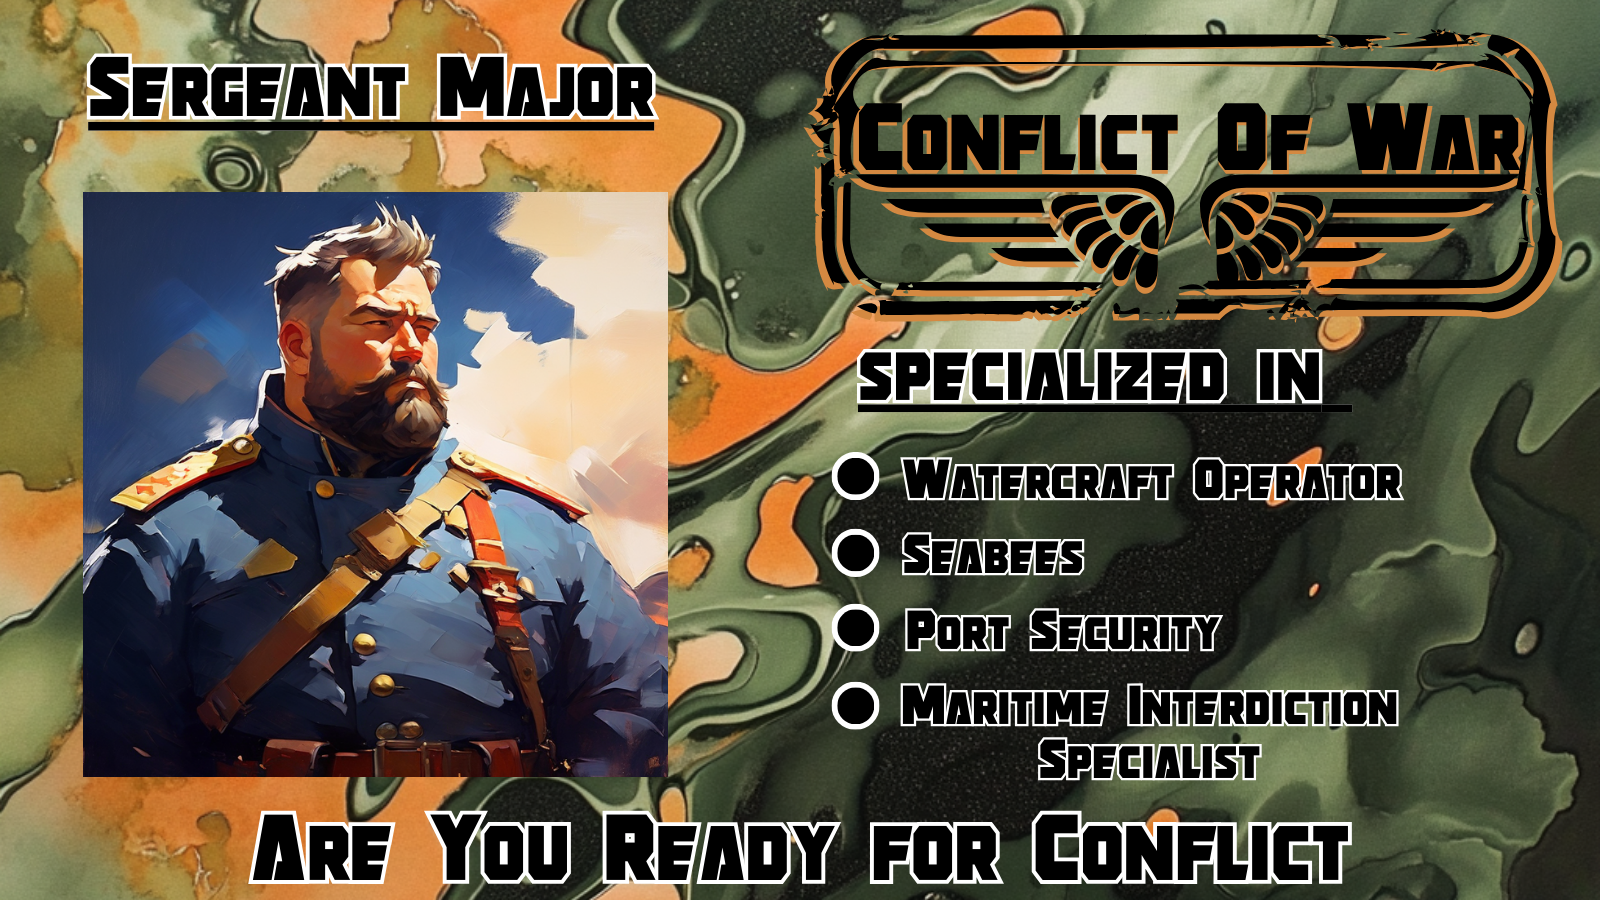 Sergeant Major
Conflict Of War
SPECIALIZED IN
Watercraft Operator
Seabees
Port Security
Maritime Interdiction
Specialist
Are You Ready for Conflict